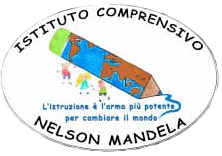 ISTITUTO COMPRENSIVO
L'istruzione è l'arma più potente
per cambiare il mondo
NELSON MANDELA